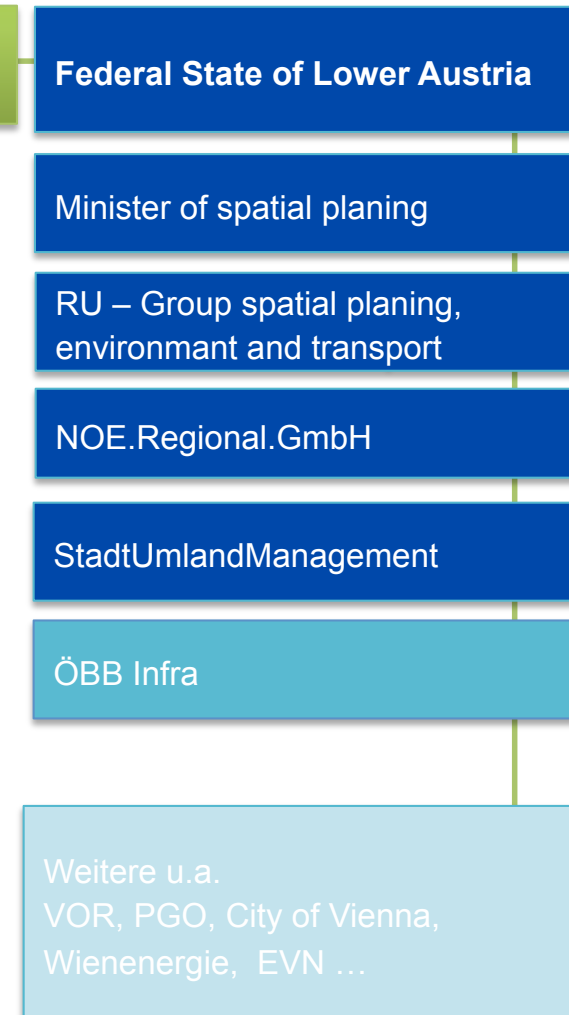 Federal State of Lower Austria
Minister of spatial planing
RU – Group spatial planing,
environmant and transport
NOE.Regional.GmbH
StadtUmlandManagement
ÖBB Infra
Weitere u.a.
VOR, PGO, City of Vienna,
Wienenergie, EVN …